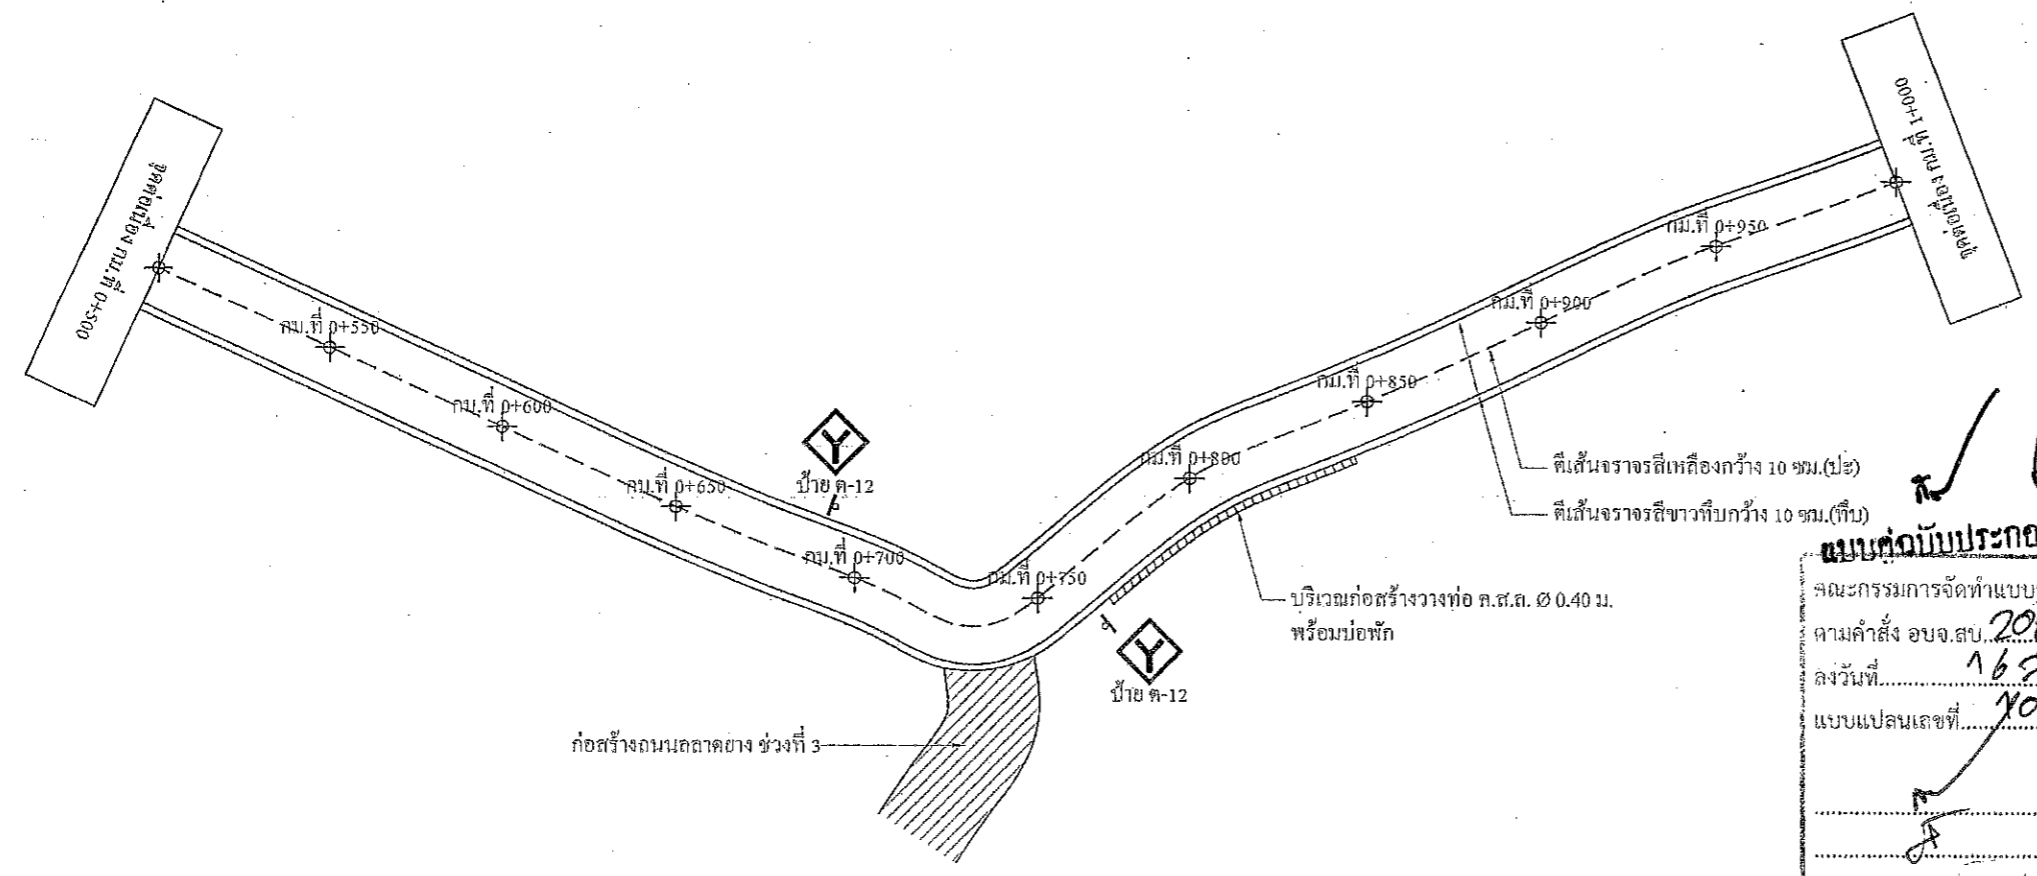 จุดต่อเนื่อง กม.ที่ 0+500
กม.ที่ 0+550
กม.ที่ 0+600
กม.ที่ 0+650
กม.ที่ 0+700
กม.ที่ 0+750
กม.ที่ 0+800
กม.ที่ 0+850
กม.ที่ 0+900
กม.ที่ 0+950
จุดต่อเนื่อง กม.ที่ 1+000
Y
ป้าย ต-12
Y
ป้าย ต-12
ตีเส้นจราจรสีเหลืองกว้าง 10 ซม.(ปะ)
ตีเส้นจราจรสีขาวทึบกว้าง 10 ซม.(ทึบ)
บริเวณก่อสร้างวางท่อ ค.ส.ล. Ø 0.40 ม.
พร้อมบ่อพัก
ก่อสร้างถนนลาดยาง ช่วงที่ 3
แบบคู่ฉบับประกอ
คณะกรรมการจัดทำแบบ
ตามคำสั่ง อบจ.สบ.
ลงวันที่
แบบแปลนเลขที่